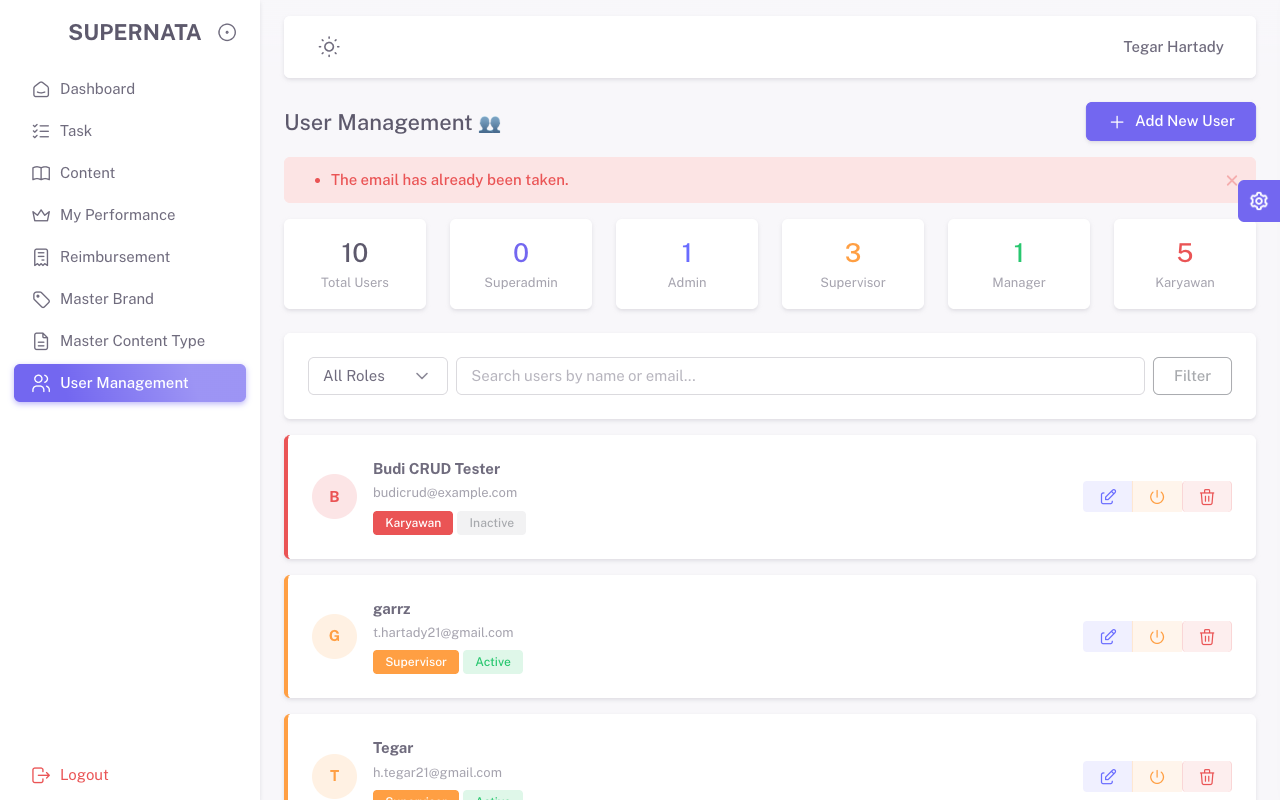 SUPERNATA
Dashboard
Task
Content
My Performance
Reimbursement
Master Brand
Master Content Type
User Management
Logout
Tegar Hartady
User Management 👥
Add New User
The email has already been taken.
10
Total Users
0
Superadmin
1
Admin
3
Supervisor
1
Manager
5
Karyawan
All Roles
Search users by name or email...
Filter
B
Budi CRUD Tester
budicrud@example.com
Karyawan Inactive
G
garrz
t.hartady21@gmail.com
Supervisor Active
T
Tegar
h.tegar21@gmail.com
Supervisor Active